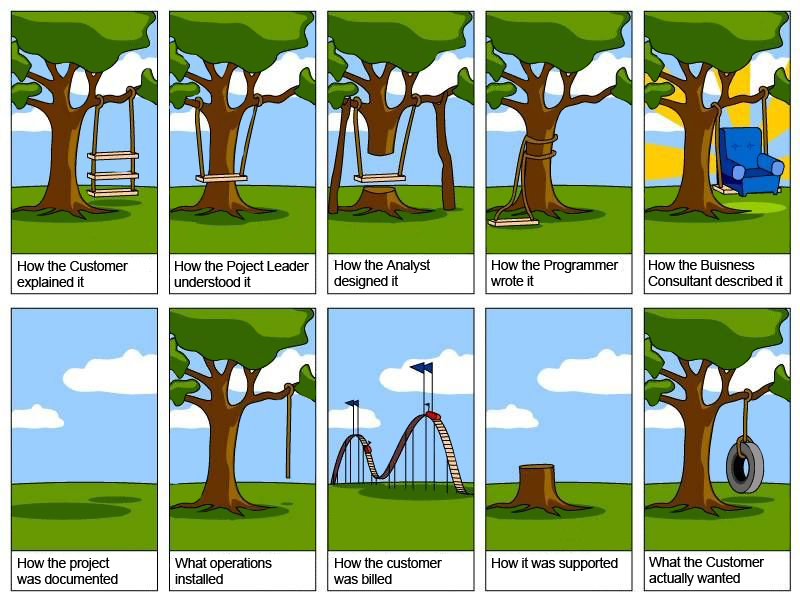 How the Customer
explained it
How the Poject Leader
understood it
How the Analyst
designed it
How the Programmer
wrote it
How the Buisness
Consultant described it
How the project
was documented
What operations
installed
How the customer
was billed
How it was supported
What the Customer
actually wanted